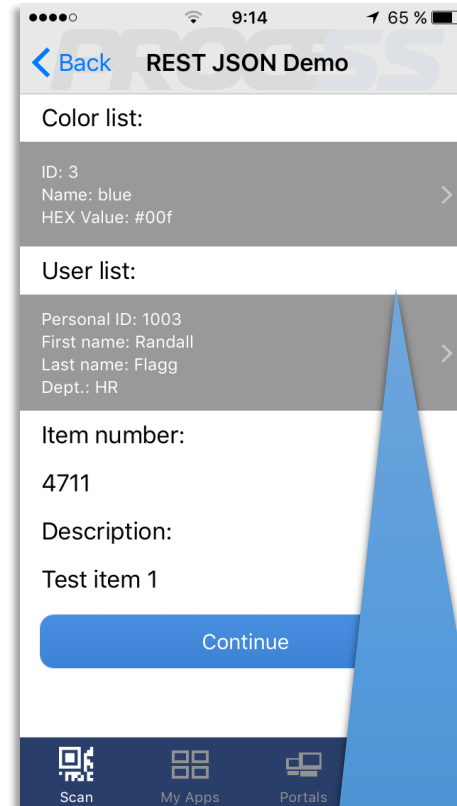 9:14
65 %
PROCESS
Back REST JSON Demo
Color list:
ID: 3
Name: blue
HEX Value: #00f
User list:
Personal ID: 1003
First name: Randall
Last name: Flagg
Dept.: HR
Item number:
4711
Description:
Test item 1
Continue
Scan My Apps Portals